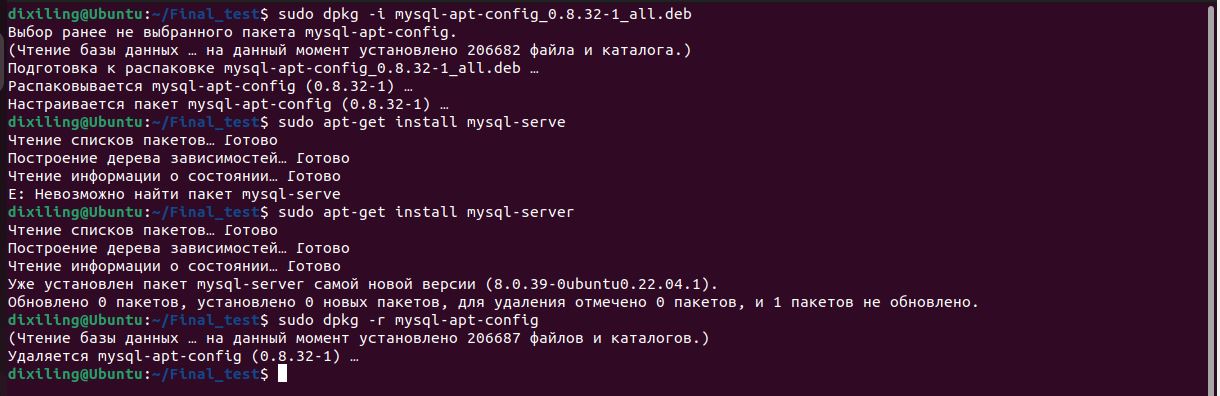 dixiling@Ubuntu:~/Final_test$ sudo dpkg -i mysql-apt-config_0.8.32-1_all.deb
Выбор ранее не выбранного пакета mysql-apt-config.
(Чтение базы данных … на данный момент установлено 206682 файла и каталога.)
Подготовка к распаковке mysql-apt-config_0.8.32-1_all.deb …
Распаковывается mysql-apt-config (0.8.32-1) …
Настраивается пакет mysql-apt-config (0.8.32-1) …
dixiling@Ubuntu:~/Final_test$ sudo apt-get install mysql-serve
Чтение списков пакетов… Готово
Построение дерева зависимостей… Готово
Чтение информации о состоянии… Готово
E: Невозможно найти пакет mysql-serve
dixiling@Ubuntu:~/Final_test$ sudo apt-get install mysql-server
Чтение списков пакетов… Готово
Построение дерева зависимостей… Готово
Чтение информации о состоянии… Готово
Уже установлен пакет mysql-server самой новой версии (8.0.39-0ubuntu0.22.04.1).
Обновлено 0 пакетов, установлено 0 новых пакетов, для удаления отмечено 0 пакетов, и 1 пакетов не обновлено.
dixiling@Ubuntu:~/Final_test$ sudo dpkg -r mysql-apt-config
(Чтение базы данных … на данный момент установлено 206687 файлов и каталогов.)
Удаляется mysql-apt-config (0.8.32-1) …
dixiling@Ubuntu:~/Final_test$